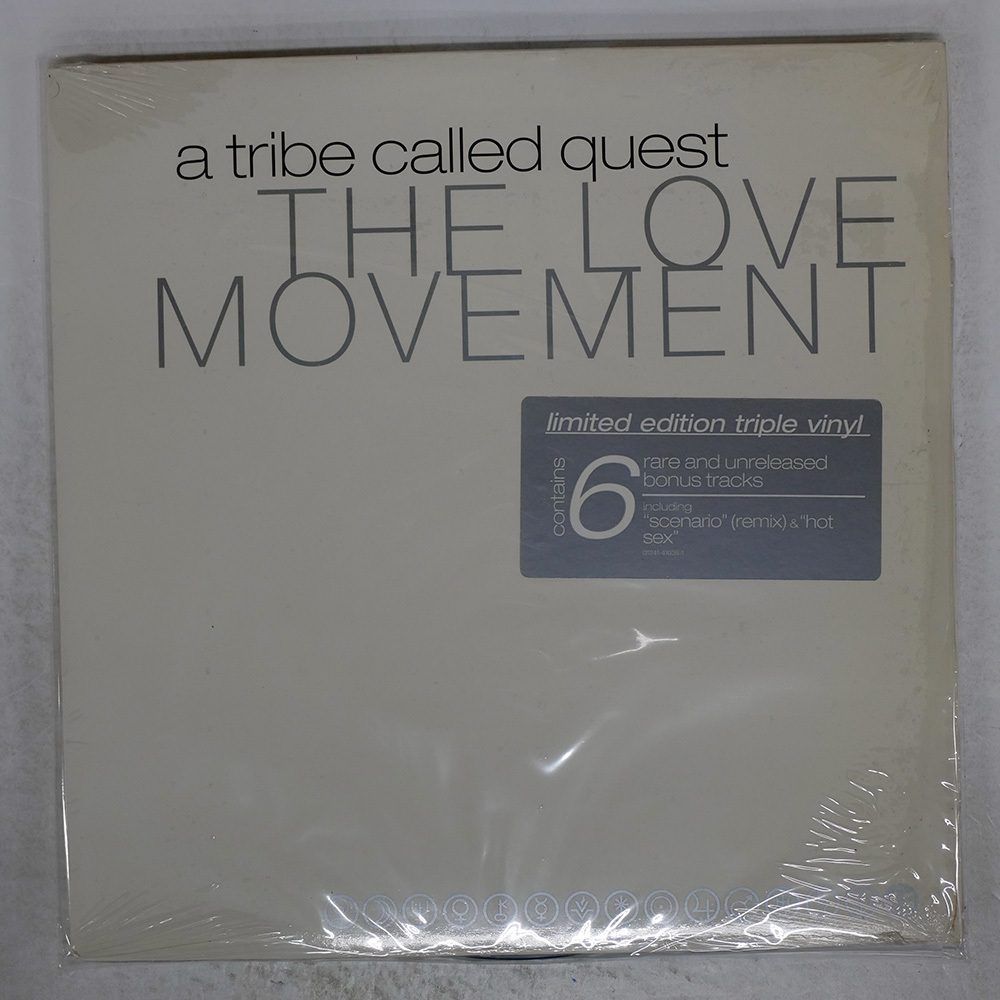 a tribe called quest
THE LOVE
MOVEMENT
limited edition triple vinyl
contains
6
rare and unreleased
bonus tracks
including
"scenario" (remix) & "hot
sex"